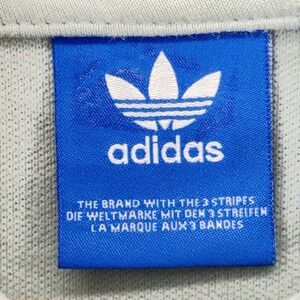 adidas
THE BRAND WITH THE 3 STRIPES
DIE WELTMARKE MIT DEN 3 STREIFEN
LA MARQUE AUX 3 BANDES